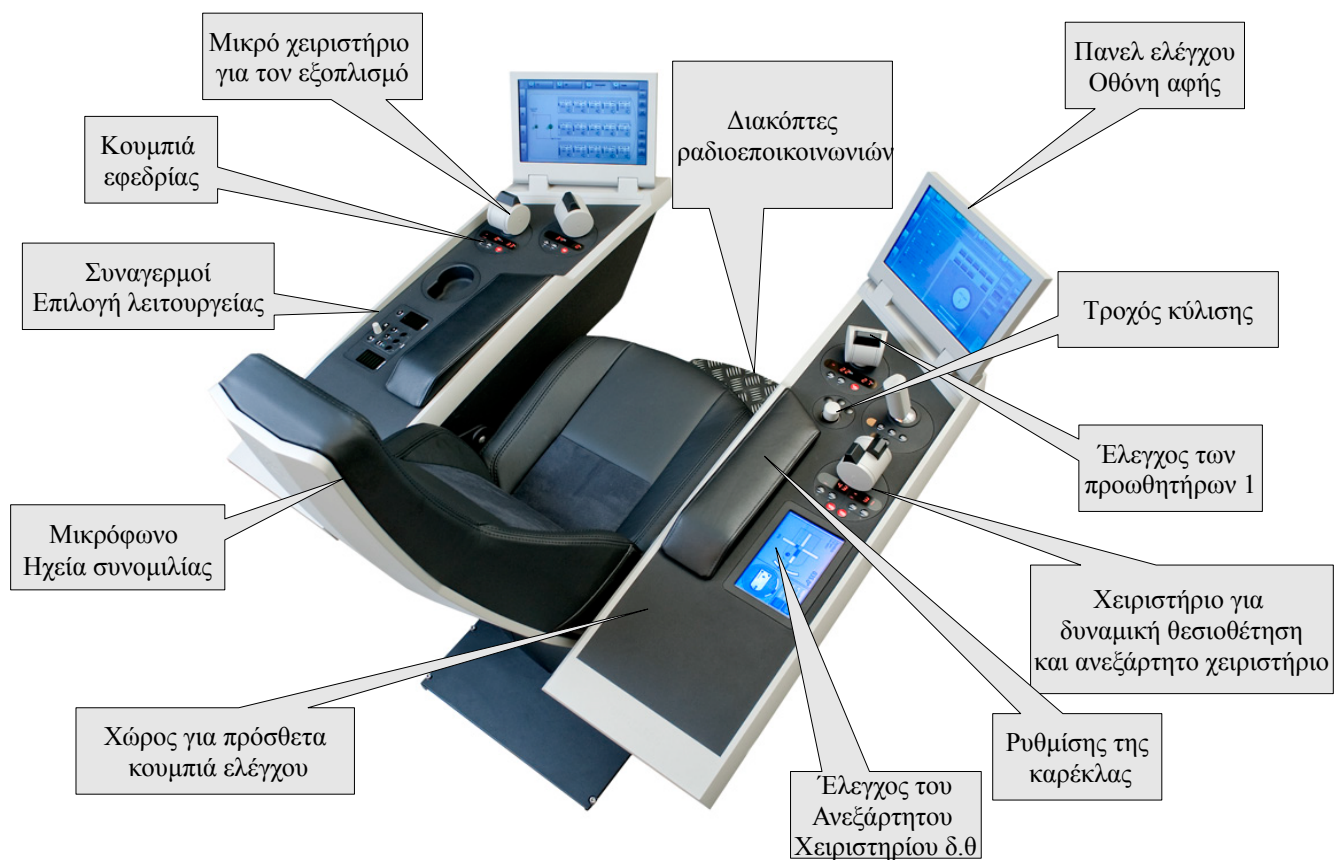 Μικρό χειριστήριο
για τον εξοπλισμό
Πανελ ελέγχου
Οθόνη αφής
Διακόπτες
ραδιοεποικοινωνιών
Κουμπιά
εφεδρίας
Συναγερμοί
Επιλογή λειτουργείας
Τροχός κύλισης
Έλεγχος των
προωθητήρων 1
Μικρόφωνο
Ηχεία συνομιλίας
Χειριστήριο για
δυναμική θεσιοθέτηση
και ανεξάρτητο χειριστήριο
Χώρος για πρόσθετα
κουμπιά ελέγχου
Ρυθμίσης της
καρέκλας
Έλεγχος του
Ανεξάρτητου
Χειριστηρίου δ.θ